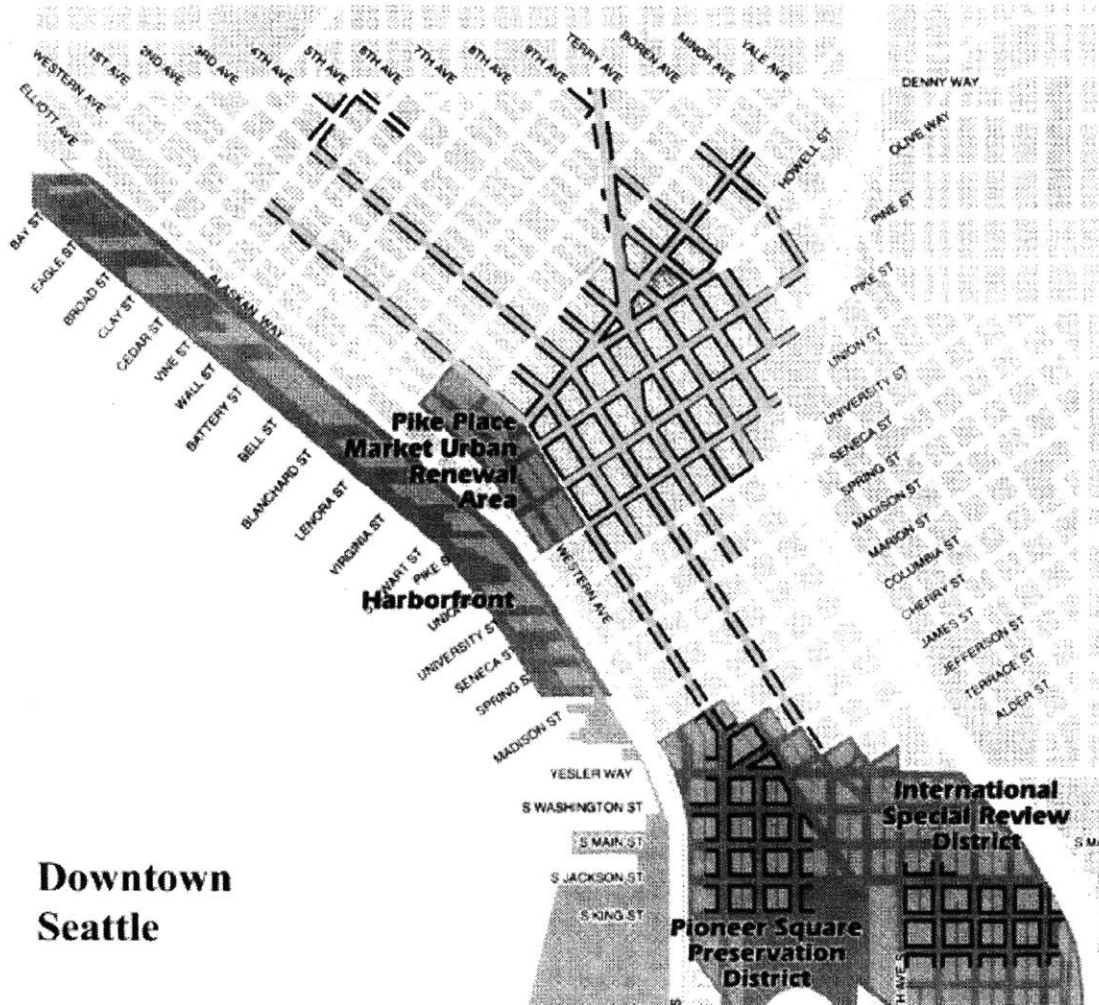 ELLIOTT AVE
WESTERN AVE
1ST AVE
2ND AVE
3RD AVE
4TH AVE
5TH AVE
6TH AVE
7TH AVE
8TH AVE
9TH AVE
TERRY AVE
BOREN AVE
MINOR AVE
YALE AVE
DENNY WAY
OLIVE WAY
HOWELL ST
PINE ST
PIKE ST
UNION ST
UNIVERSITY ST
SENECA ST
SPRING ST
MADISON ST
MARION ST
COLUMBIA ST
CHERRY ST
JAMES ST
JEFFERSON ST
TERRACE ST
ALDER ST
BAY ST
EAGLE ST
BROAD ST
CLAY ST
CEDAR ST
VINE ST
WALL ST
BATTERY ST
BELL ST
BLANCHARD ST
LENORA ST
VIRGINIA ST
ALASKAN WAY
Pike Place
Market Urban
Renewal
Area
WESTERN AVE
PIKE S
Harborfront
UNIVERSITY ST
SENECA ST
SPRING S
MADISON ST
YESLER WAY
S WASHINGTON ST
S MAIN ST
S JACKSON ST
S KING ST
International
Special Review
District
S MA
Pioneer Square
Preservation
District
Downtown
Seattle